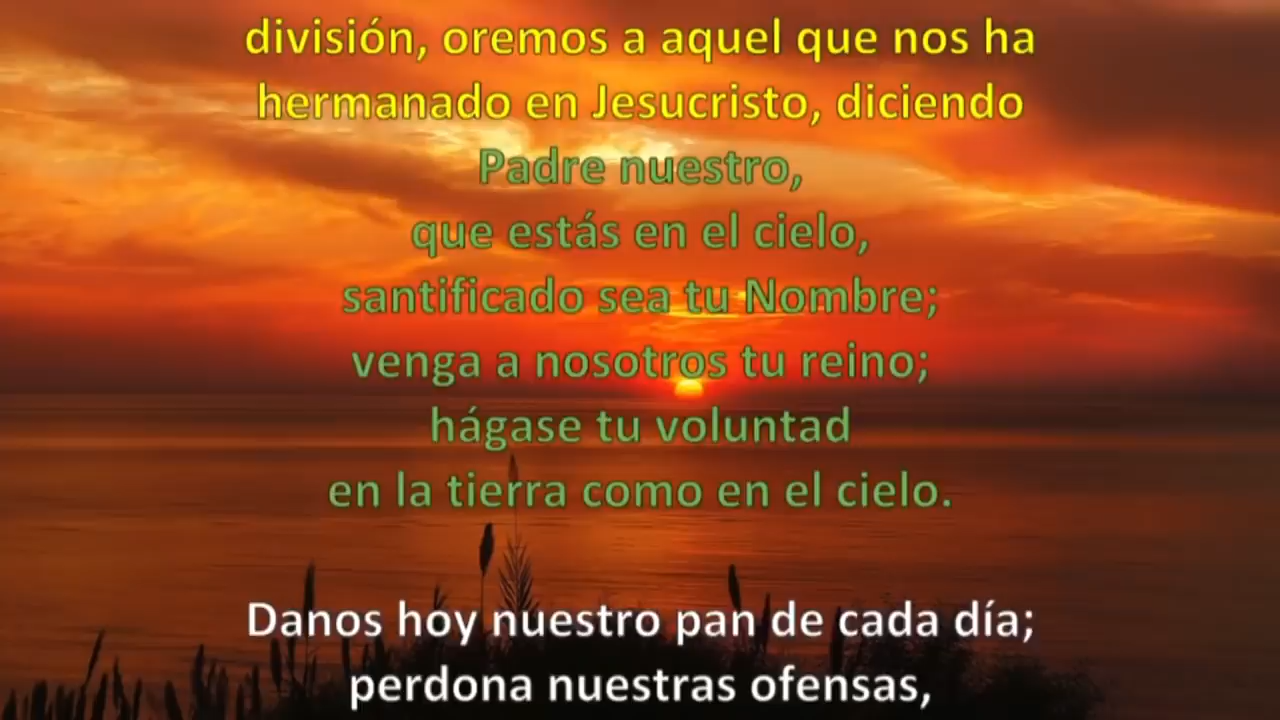 división, oremos a aquel que nos ha
hermanado en Jesucristo, diciendo
Padre nuestro,
que estás en el cielo,
santificado sea tu Nombre;
venga a nosotros tu reino;
hágase tu voluntad
en la tierra como en el cielo.
Danos hoy nuestro pan de cada día;
perdona nuestras ofensas,